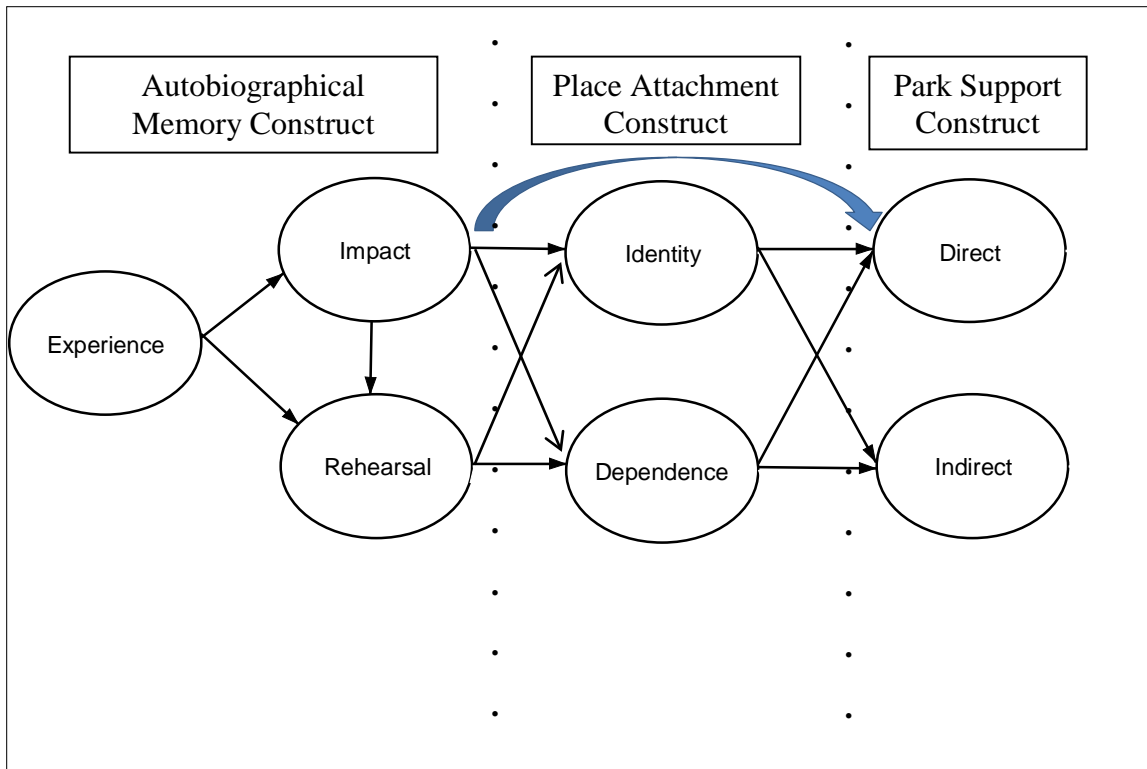 Autobiographical
Memory Construct
Place Attachment
Construct
Park Support
Construct
Impact
Identity
Direct
Experience
Rehearsal
Dependence
Indirect